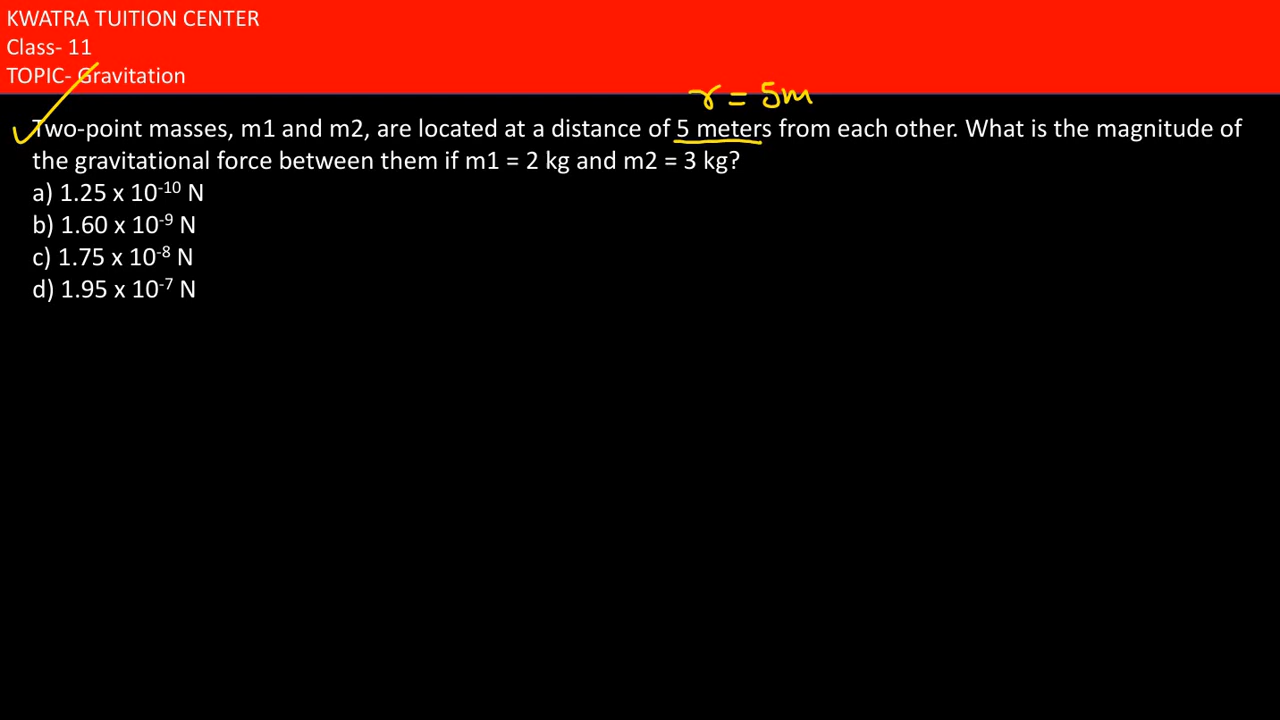 KWATRA TUITION CENTER
Class- 11
TOPIC- Gravitation
r = 5m
Two-point masses, m1 and m2, are located at a distance of 5 meters from each other. What is the magnitude of
the gravitational force between them if m1 = 2 kg and m2 = 3 kg?
a) 1.25 x 10⁻¹⁰ N
b) 1.60 x 10⁻⁹ N
c) 1.75 x 10⁻⁸ N
d) 1.95 x 10⁻⁷ N